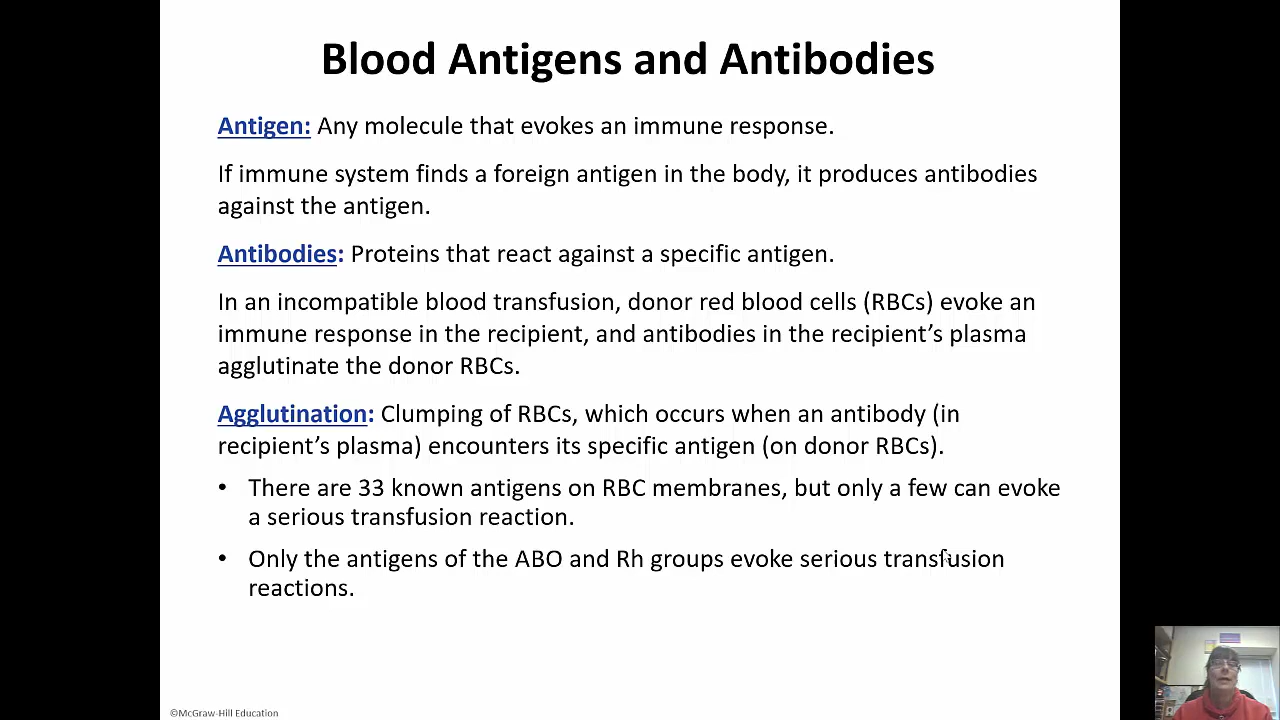 Blood Antigens and Antibodies
Antigen: Any molecule that evokes an immune response.
If immune system finds a foreign antigen in the body, it produces antibodies
against the antigen.
Antibodies: Proteins that react against a specific antigen.
In an incompatible blood transfusion, donor red blood cells (RBCs) evoke an
immune response in the recipient, and antibodies in the recipient’s plasma
agglutinate the donor RBCs.
Agglutination: Clumping of RBCs, which occurs when an antibody (in
recipient’s plasma) encounters its specific antigen (on donor RBCs).
• There are 33 known antigens on RBC membranes, but only a few can evoke
a serious transfusion reaction.
• Only the antigens of the ABO and Rh groups evoke serious transfusion
reactions.
©McGraw-Hill Education